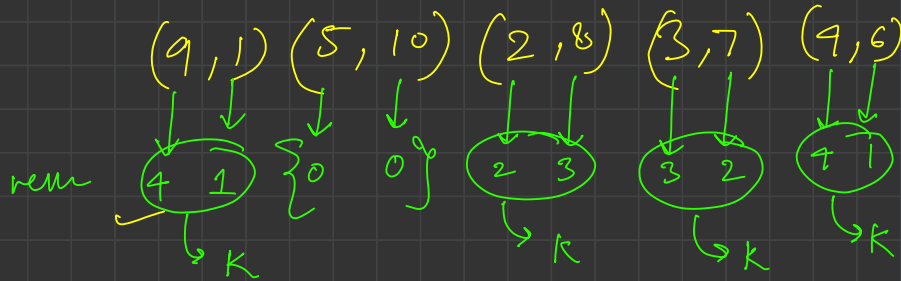 (9, 1) (5, 10) (2, 8) (3, 7) (4, 6)
rem 4 1 {0 0} 2 3 3 2 4 1
K K K K